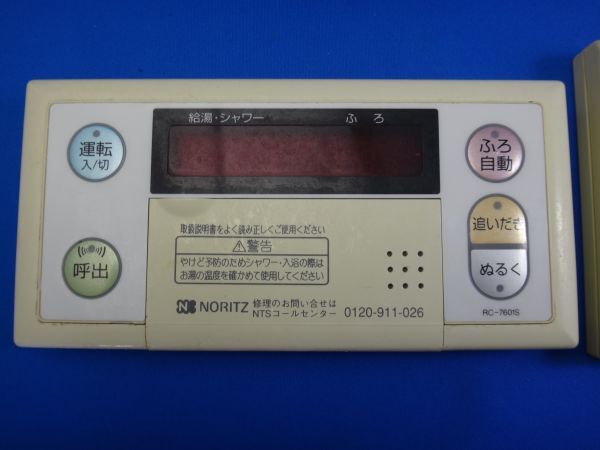 給湯・シャワー ふろ
運転
入/切
ふろ
自動
呼出
取扱説明書をよく読み正しくご使用ください
⚠警告
やけど予防のためシャワー・入浴の際は
お湯の温度を確かめて使用してください
追いだき
ぬるく
NORITZ
修理のお問い合せは
NTSコールセンター 0120-911-026
RC-7601S